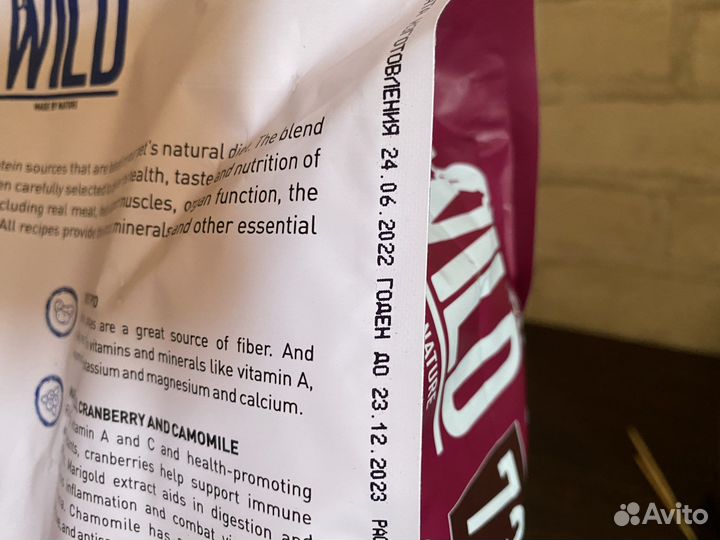 WILD
MADE BY NATURE
natural diet. The blend
protein sources that are
health, taste and nutrition of
carefully selected
muscles, organ function, the
including real meat,
All recipes provide minerals and other essential
are a great source of fiber. And
vitamins and minerals like vitamin A,
potassium and magnesium and calcium.
CRANBERRY AND CAMOMILE
vitamin A and C and health-promoting
cranberries help support immune
Marigold extract aids in digestion and
inflammation and combat
Chamomile has
and
ИЗГОТОВЛЕНИЯ 24.06.2022 ГОДЕН ДО 23.12.2023
WILD
NATURE
Avito